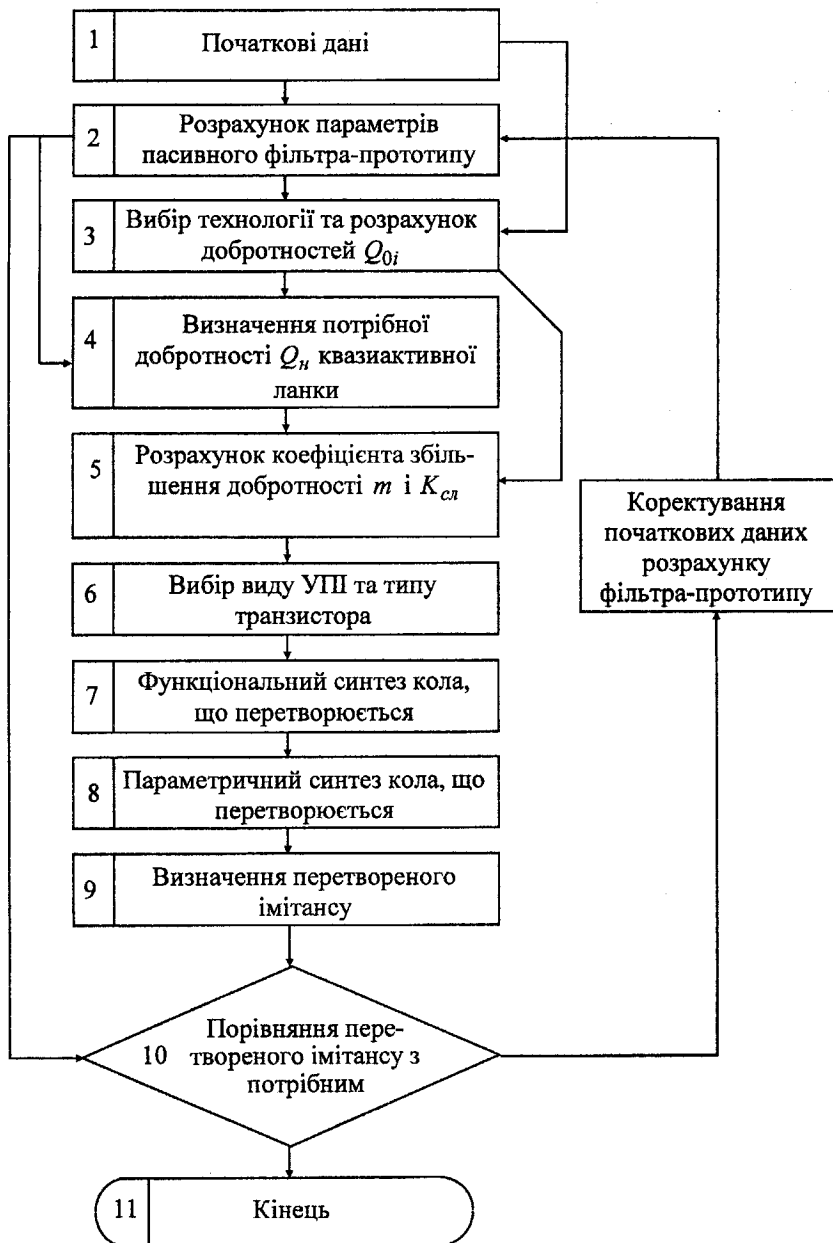 1
Початкові дані
2
Розрахунок параметрів
пасивного фільтра-прототипу
3
Вибір технології та розрахунок
добротностей Q0i
4
Визначення потрібної
добротності Qн квазиактивної
ланки
5
Розрахунок коефіцієнта збіль-
шення добротності m і Kсл
6
Вибір виду УПІ та типу
транзистора
7
Функціональний синтез кола,
що перетворюється
8
Параметричний синтез кола, що
перетворюється
9
Визначення перетвореного
імітансу
10
Порівняння пере-
твореного імітансу з
потрібним
11
Кінець
Коректування
початкових даних
розрахунку
фільтра-прототипу